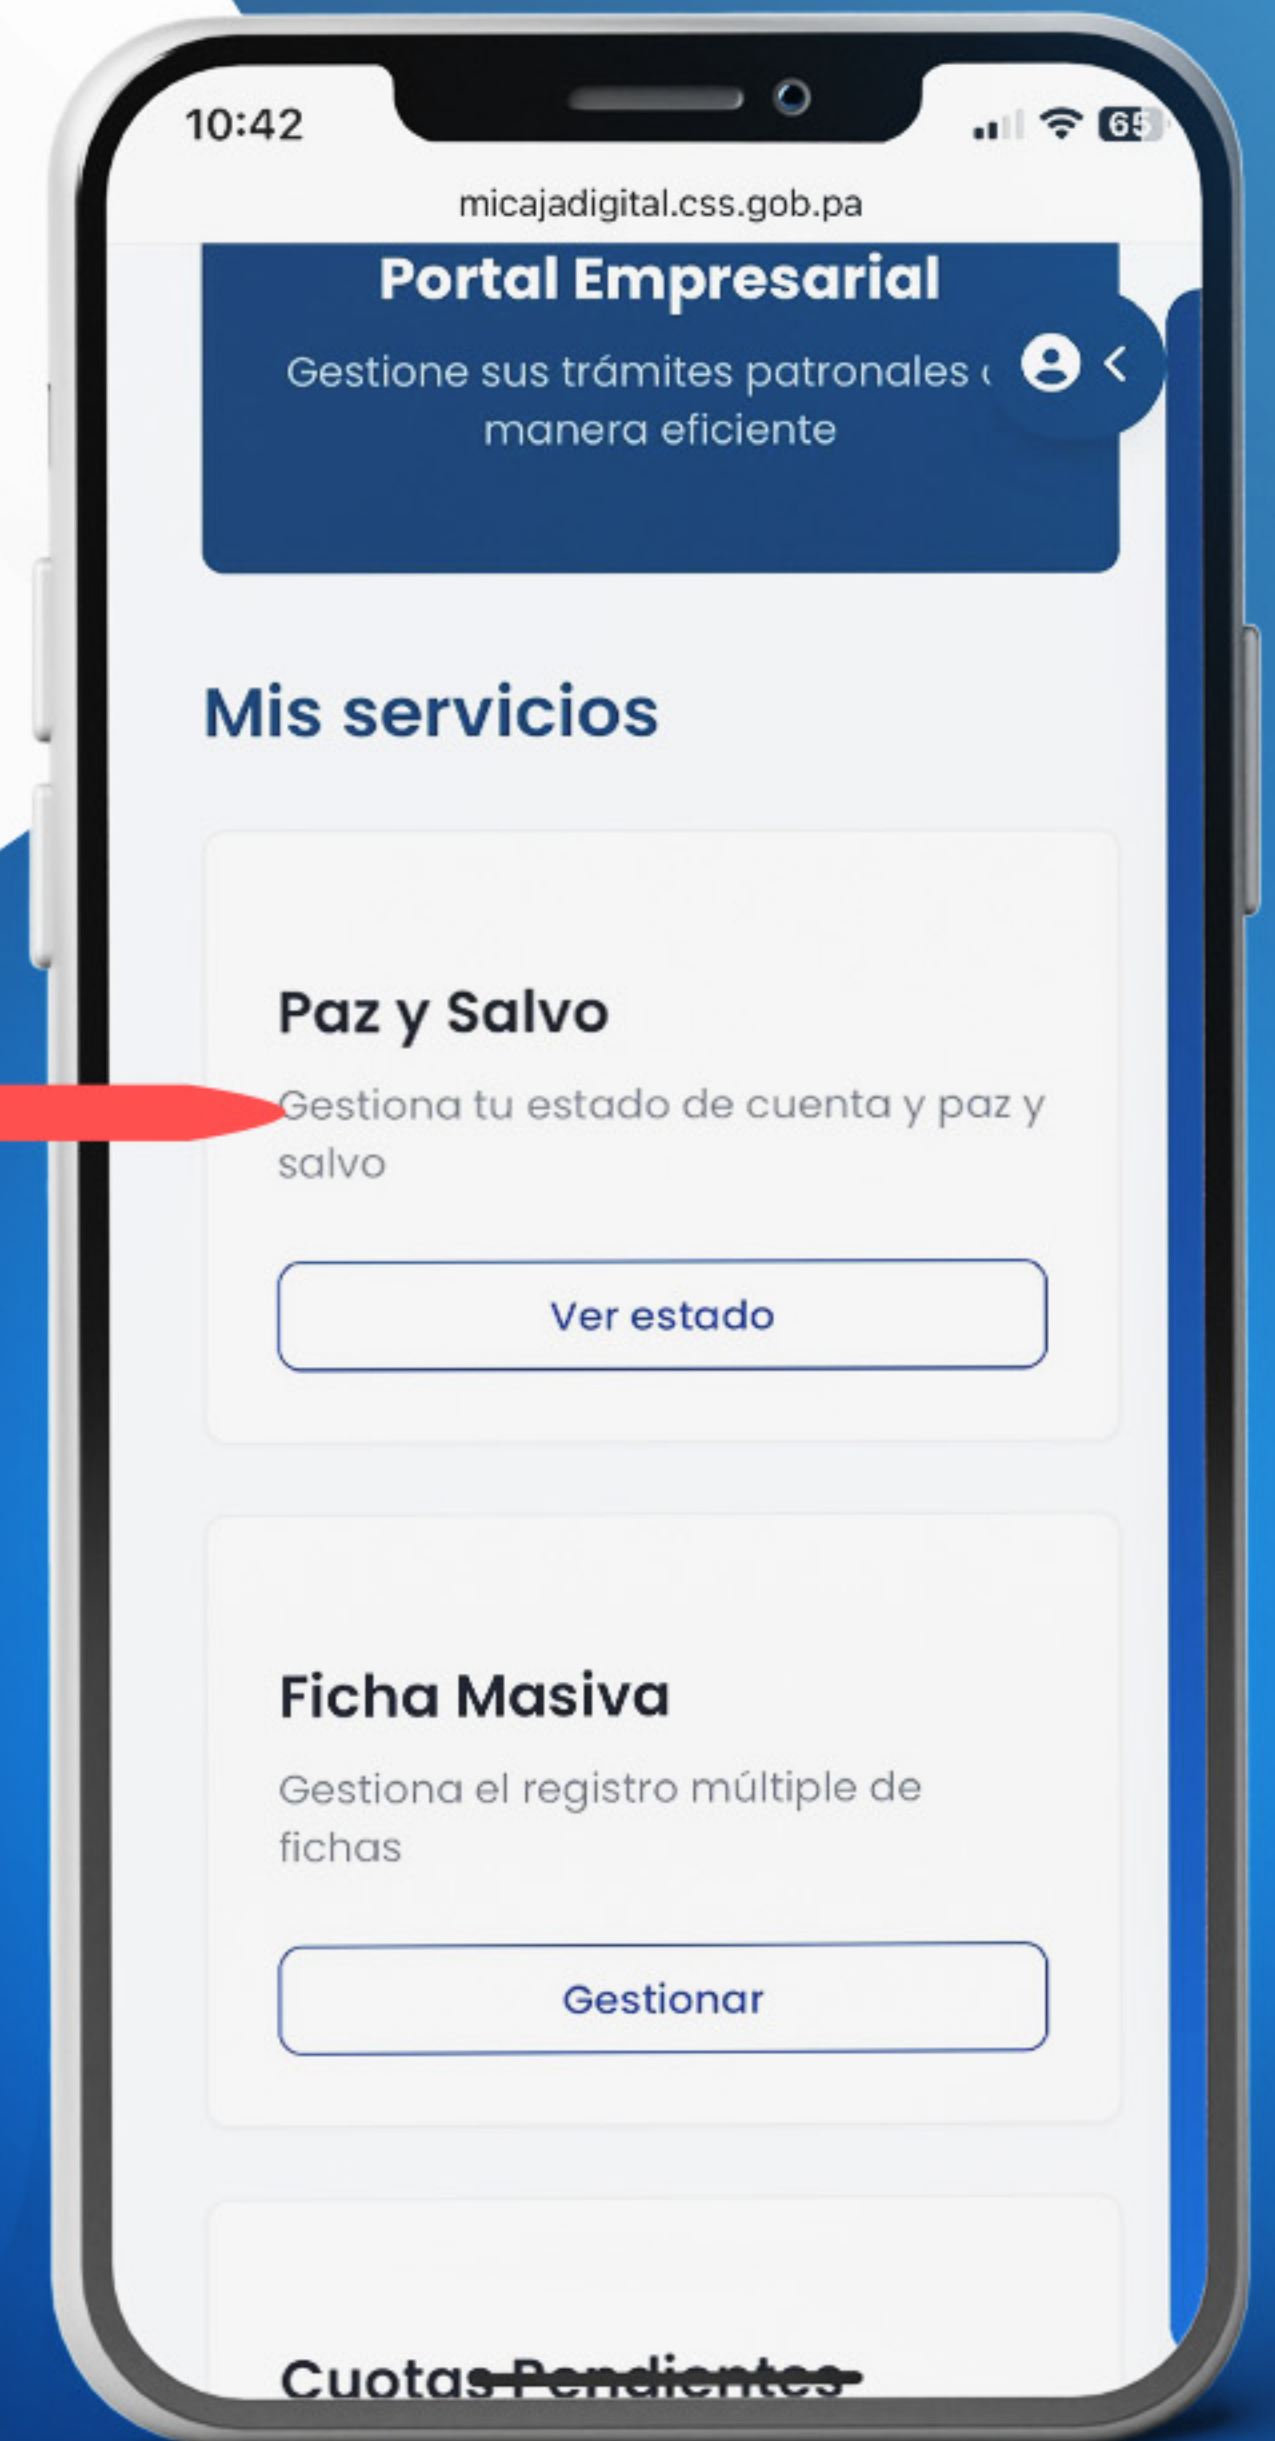 10:42
65
micajadigital.css.gob.pa
Portal Empresarial
Gestione sus trámites patronales
manera eficiente
Mis servicios
Paz y Salvo
Gestiona tu estado de cuenta y paz y
salvo
Ver estado
Ficha Masiva
Gestiona el registro múltiple de
fichas
Gestionar
Cuotas Pendientes